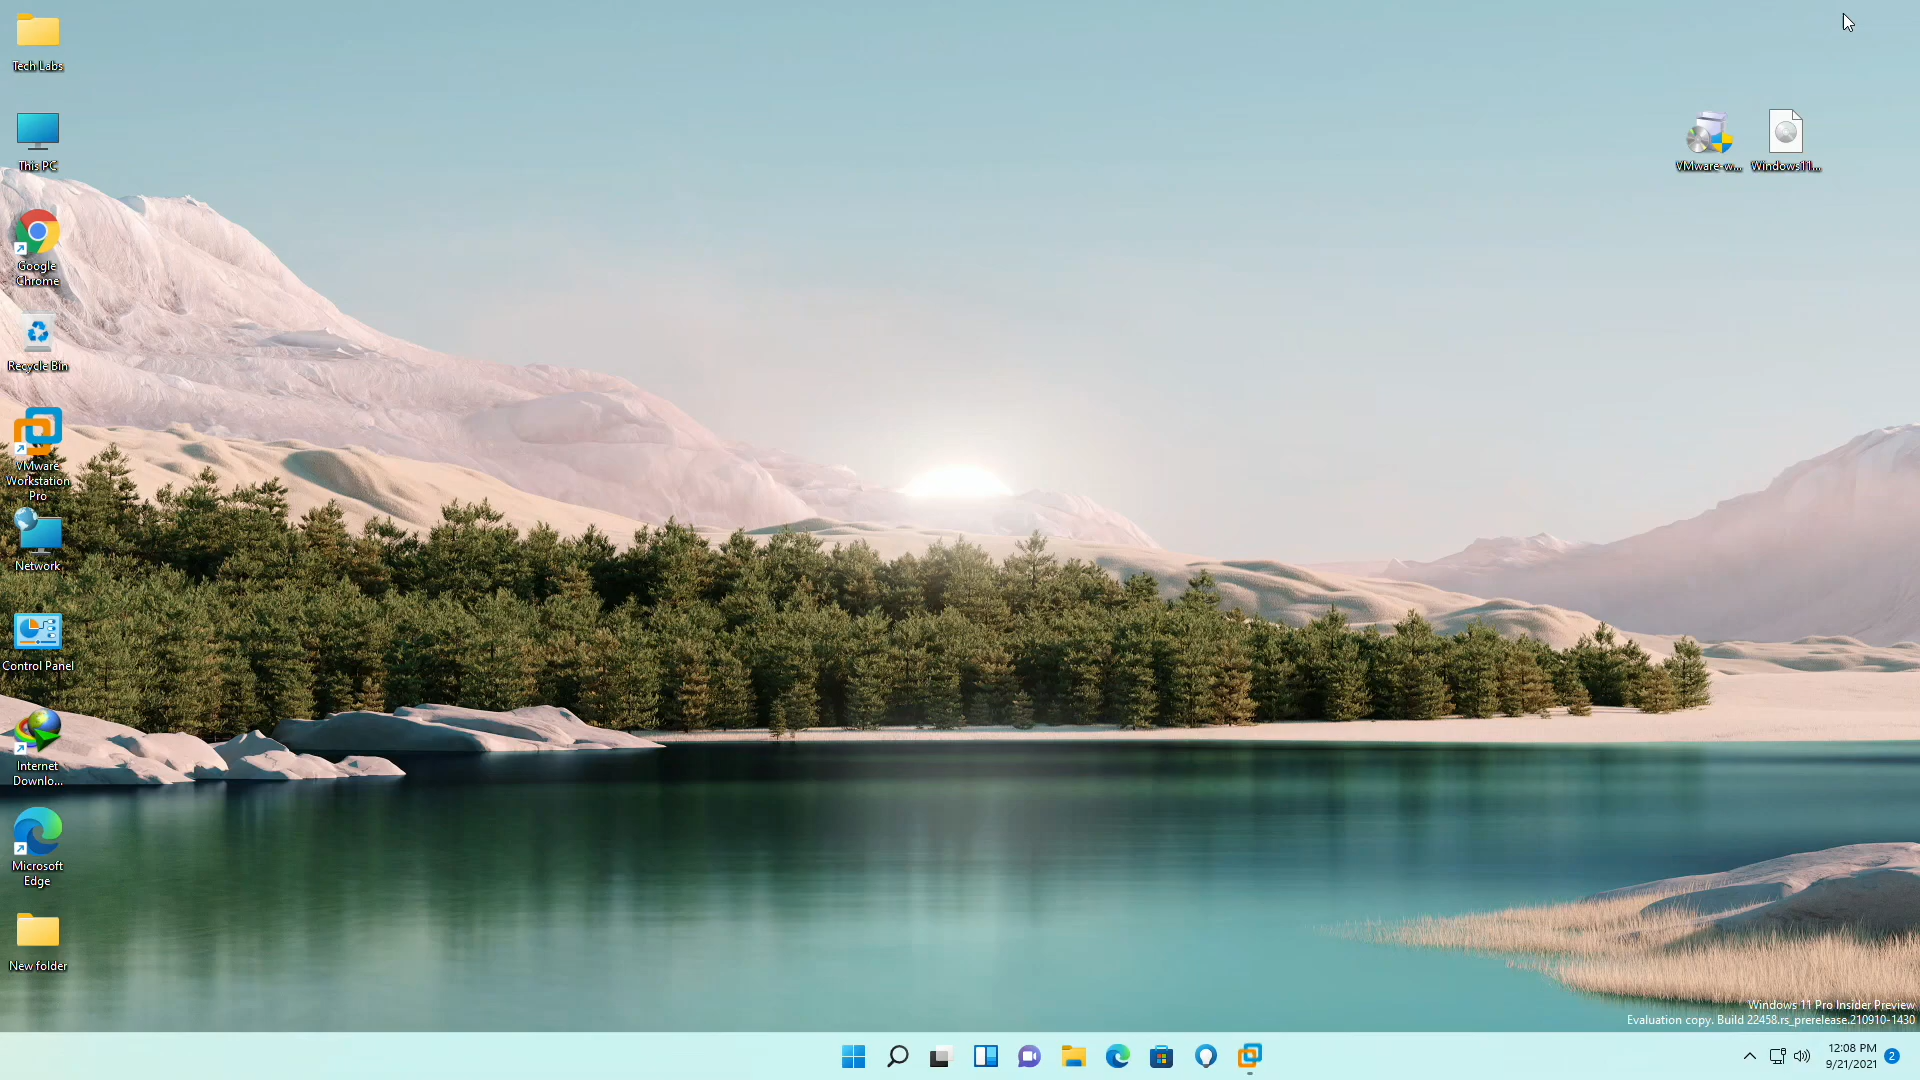 Tech Labs
This PC
Google
Chrome
Recycle Bin
VMware
Workstation
Pro
Network
Control Panel
Internet
Downlo...
Microsoft
Edge
New folder
VMware-w...
Windows11...
Windows 11 Pro Insider Preview
Evaluation copy. Build 22458.rs_prerelease.210910-1430
12:08 PM
9/21/2021
2